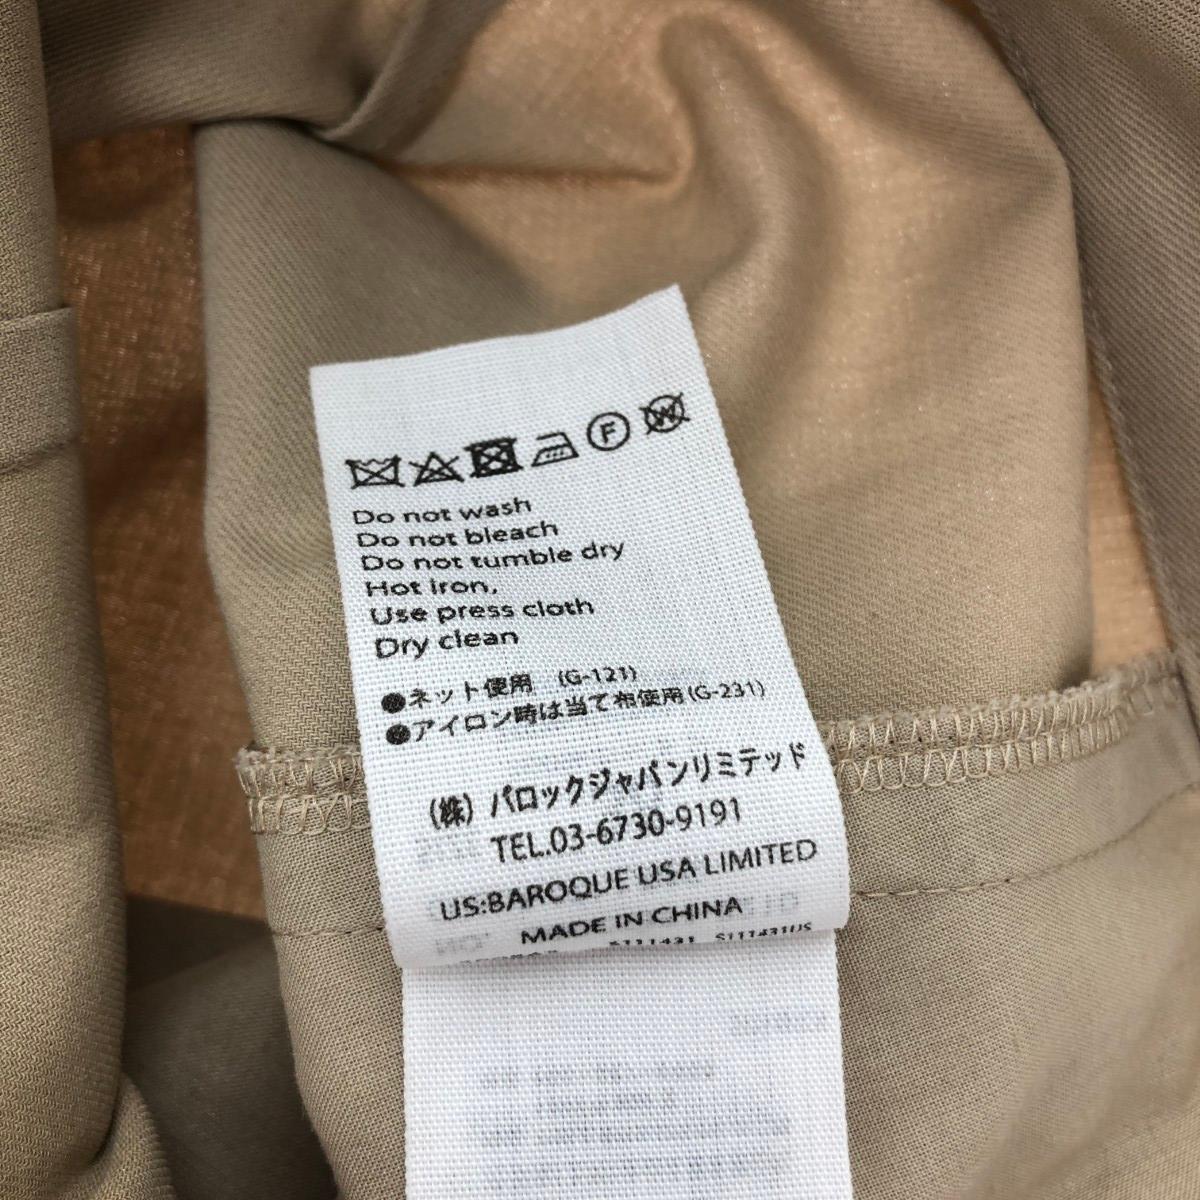 F W
Do not wash
Do not bleach
Do not tumble dry
Hot iron,
Use press cloth
Dry clean
●ネット使用 (G-121)
●アイロン時は当て布使用(G-231)
(株) バロックジャパンリミテッド
TEL.03-6730-9191
US:BAROQUE USA LIMITED
MADE IN CHINA
S111431 S111431US